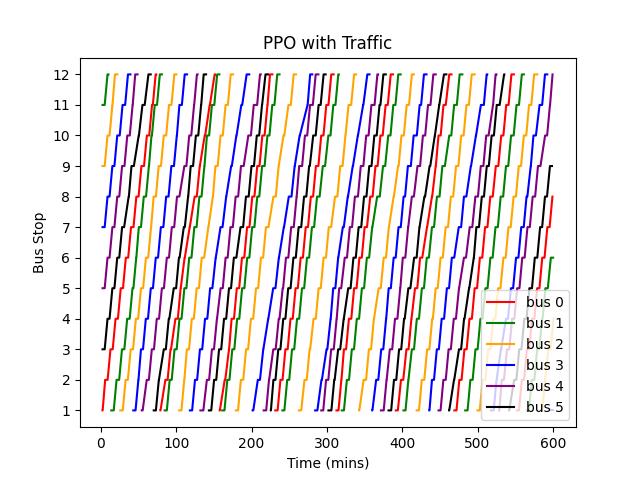 PPO with Traffic
Bus Stop
12
11
10
9
8
7
6
5
4
3
2
1
bus 0
bus 1
bus 2
bus 3
bus 4
bus 5
0 100 200 300 400 500 600
Time (mins)